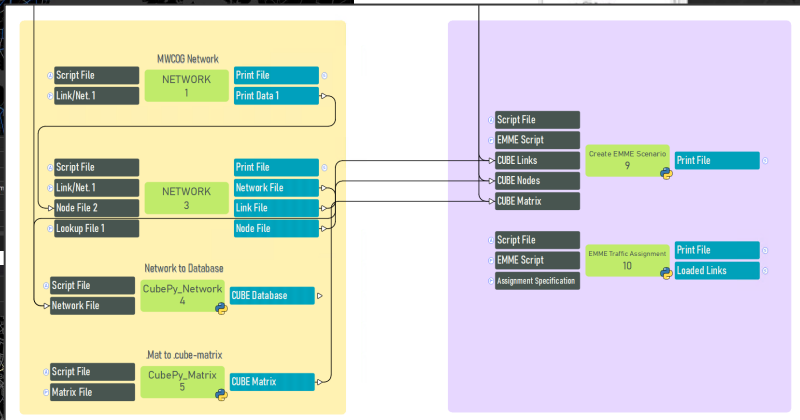 MWCOG Network
Script File
Link/Net. 1
NETWORK
1
Print File
Print Data 1
Script File
Link/Net. 1
Node File 2
Lookup File 1
NETWORK
3
Print File
Network File
Link File
Node File
Network to Database
Script File
Network File
CubePy_Network
4
CUBE Database
.Mat to .cube-matrix
Script File
Matrix File
CubePy_Matrix
5
CUBE Matrix
Script File
EMME Script
CUBE Links
CUBE Nodes
CUBE Matrix
Create EMME Scenario
9
Print File
Script File
EMME Script
Assignment Specification
EMME Traffic Assignment
10
Print File
Loaded Links